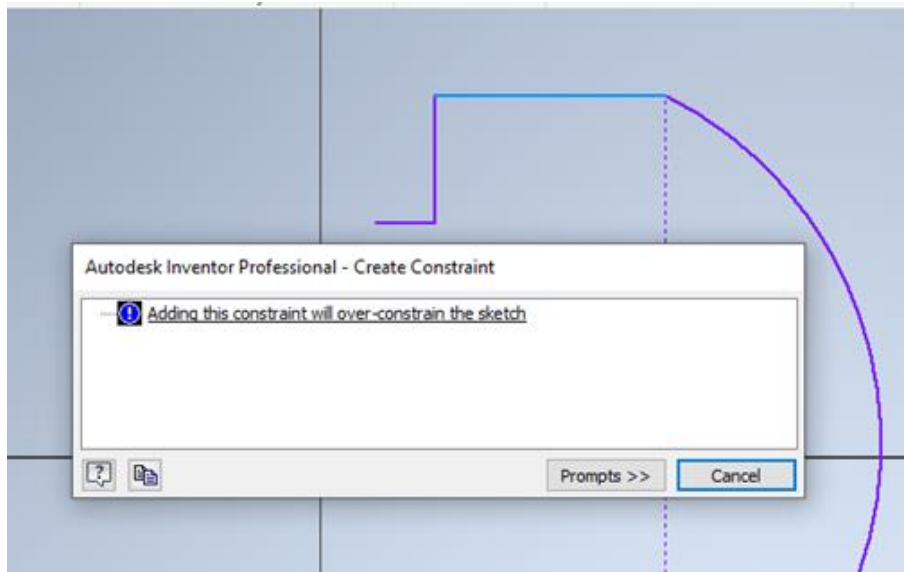 Autodesk Inventor Professional - Create Constraint
Adding this constraint will over-constrain the sketch
Prompts >>
Cancel